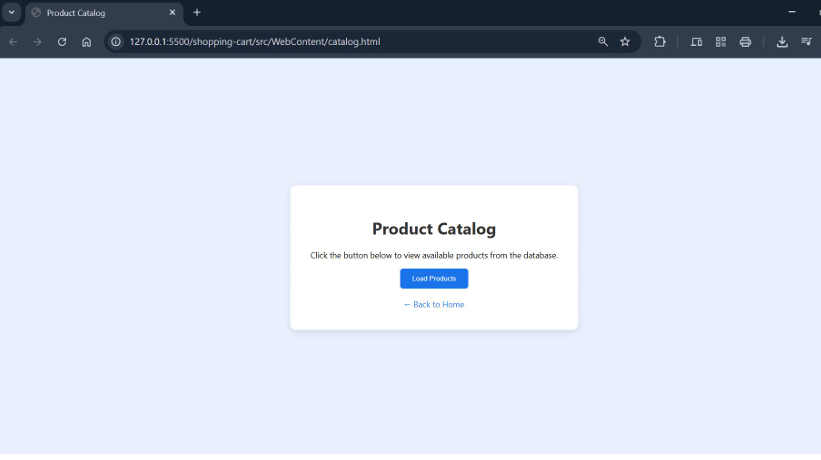 Product Catalog
127.0.0.1:5500/shopping-cart/src/WebContent/catalog.html
Product Catalog
Click the button below to view available products from the database.
Load Products
← Back to Home